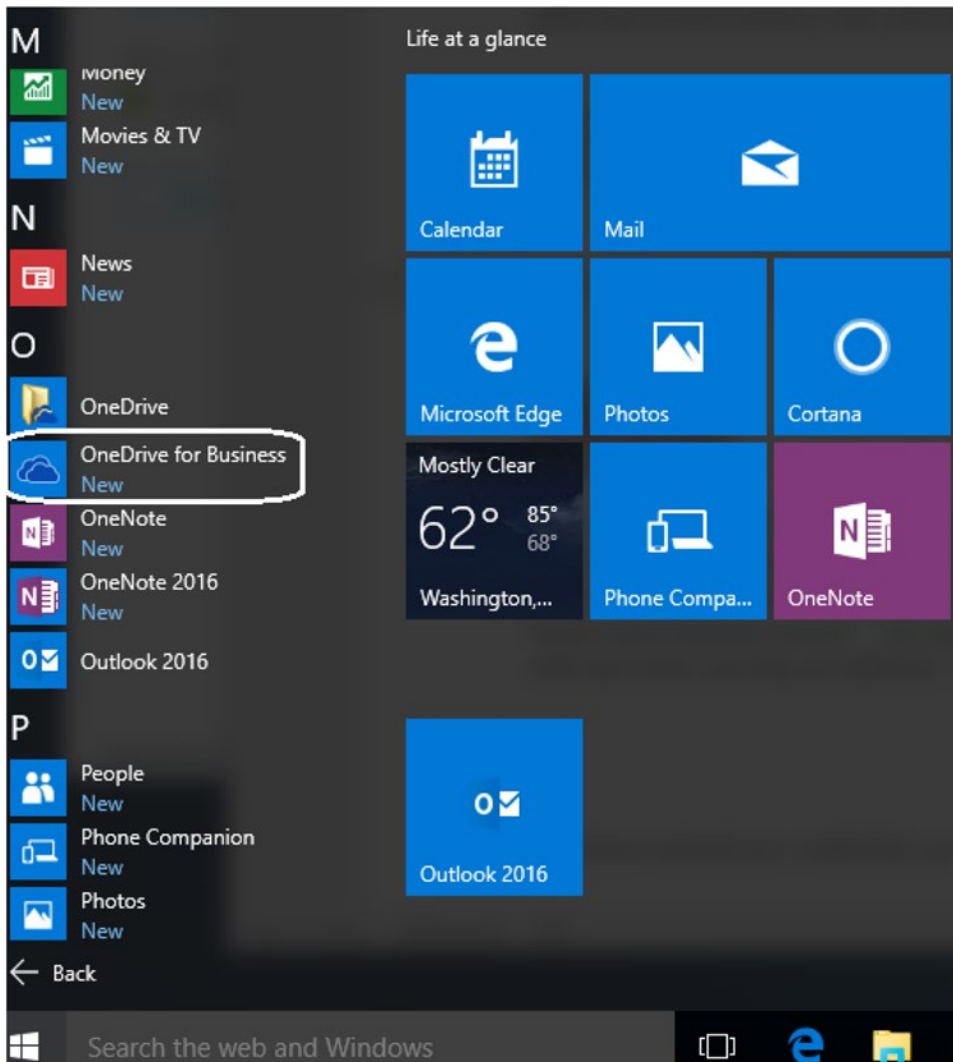 M
Money
New
Movies & TV
New
N
News
New
O
OneDrive
OneDrive for Business
New
OneNote
New
OneNote 2016
New
Outlook 2016
P
People
New
Phone Companion
New
Photos
New
Back
Search the web and Windows
Life at a glance
Calendar
Mail
Microsoft Edge
Photos
Cortana
Mostly Clear
62° 85°
68°
Washington,...
Phone Compa...
OneNote
Outlook 2016